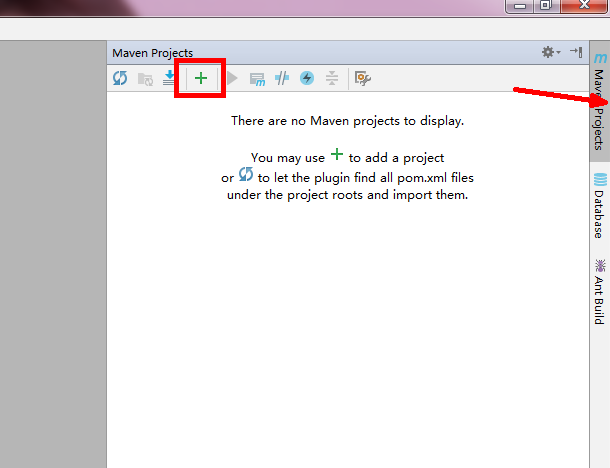 Maven Projects
There are no Maven projects to display.
You may use + to add a project
or to let the plugin find all pom.xml files
under the project roots and import them.
m
Maven Projects
Database
Ant Build